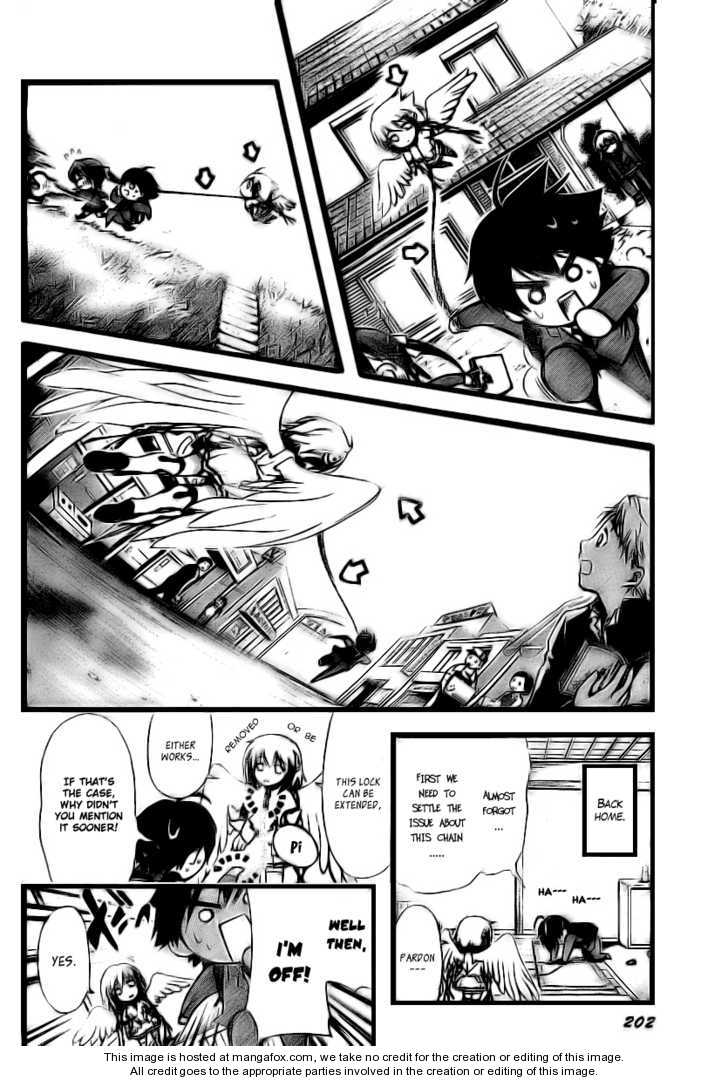 BACK
HOME.
ALMOST
FORGOT
...
FIRST WE
NEED TO
SETTLE THE
ISSUE ABOUT
THIS CHAIN
.....
HA---
HA---
PARDON
---
THIS LOCK
CAN BE
EXTENDED,
OR BE
REMOVED
Pi
EITHER
WORKS...
IF THAT'S
THE CASE,
WHY DIDN'T
YOU MENTION
IT SOONER!
WELL
THEN,
I'M
OFF!
YES.
202
This image is hosted at mangafox.com, we take no credit for the creation or editing of this image.
All credit goes to the appropriate parties involved in the creation or editing of this image.